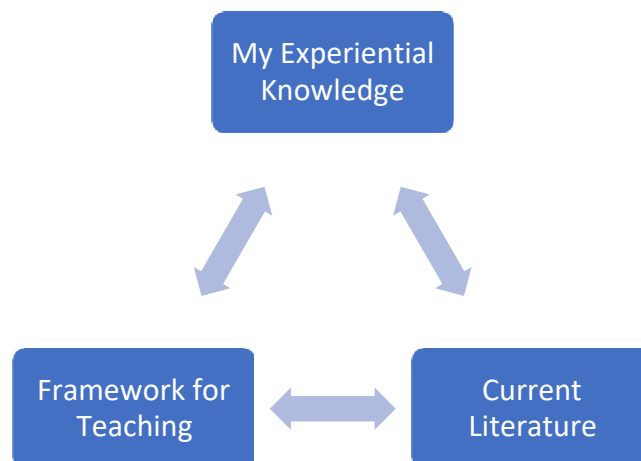 My Experiential
Knowledge
Framework for
Teaching
Current
Literature